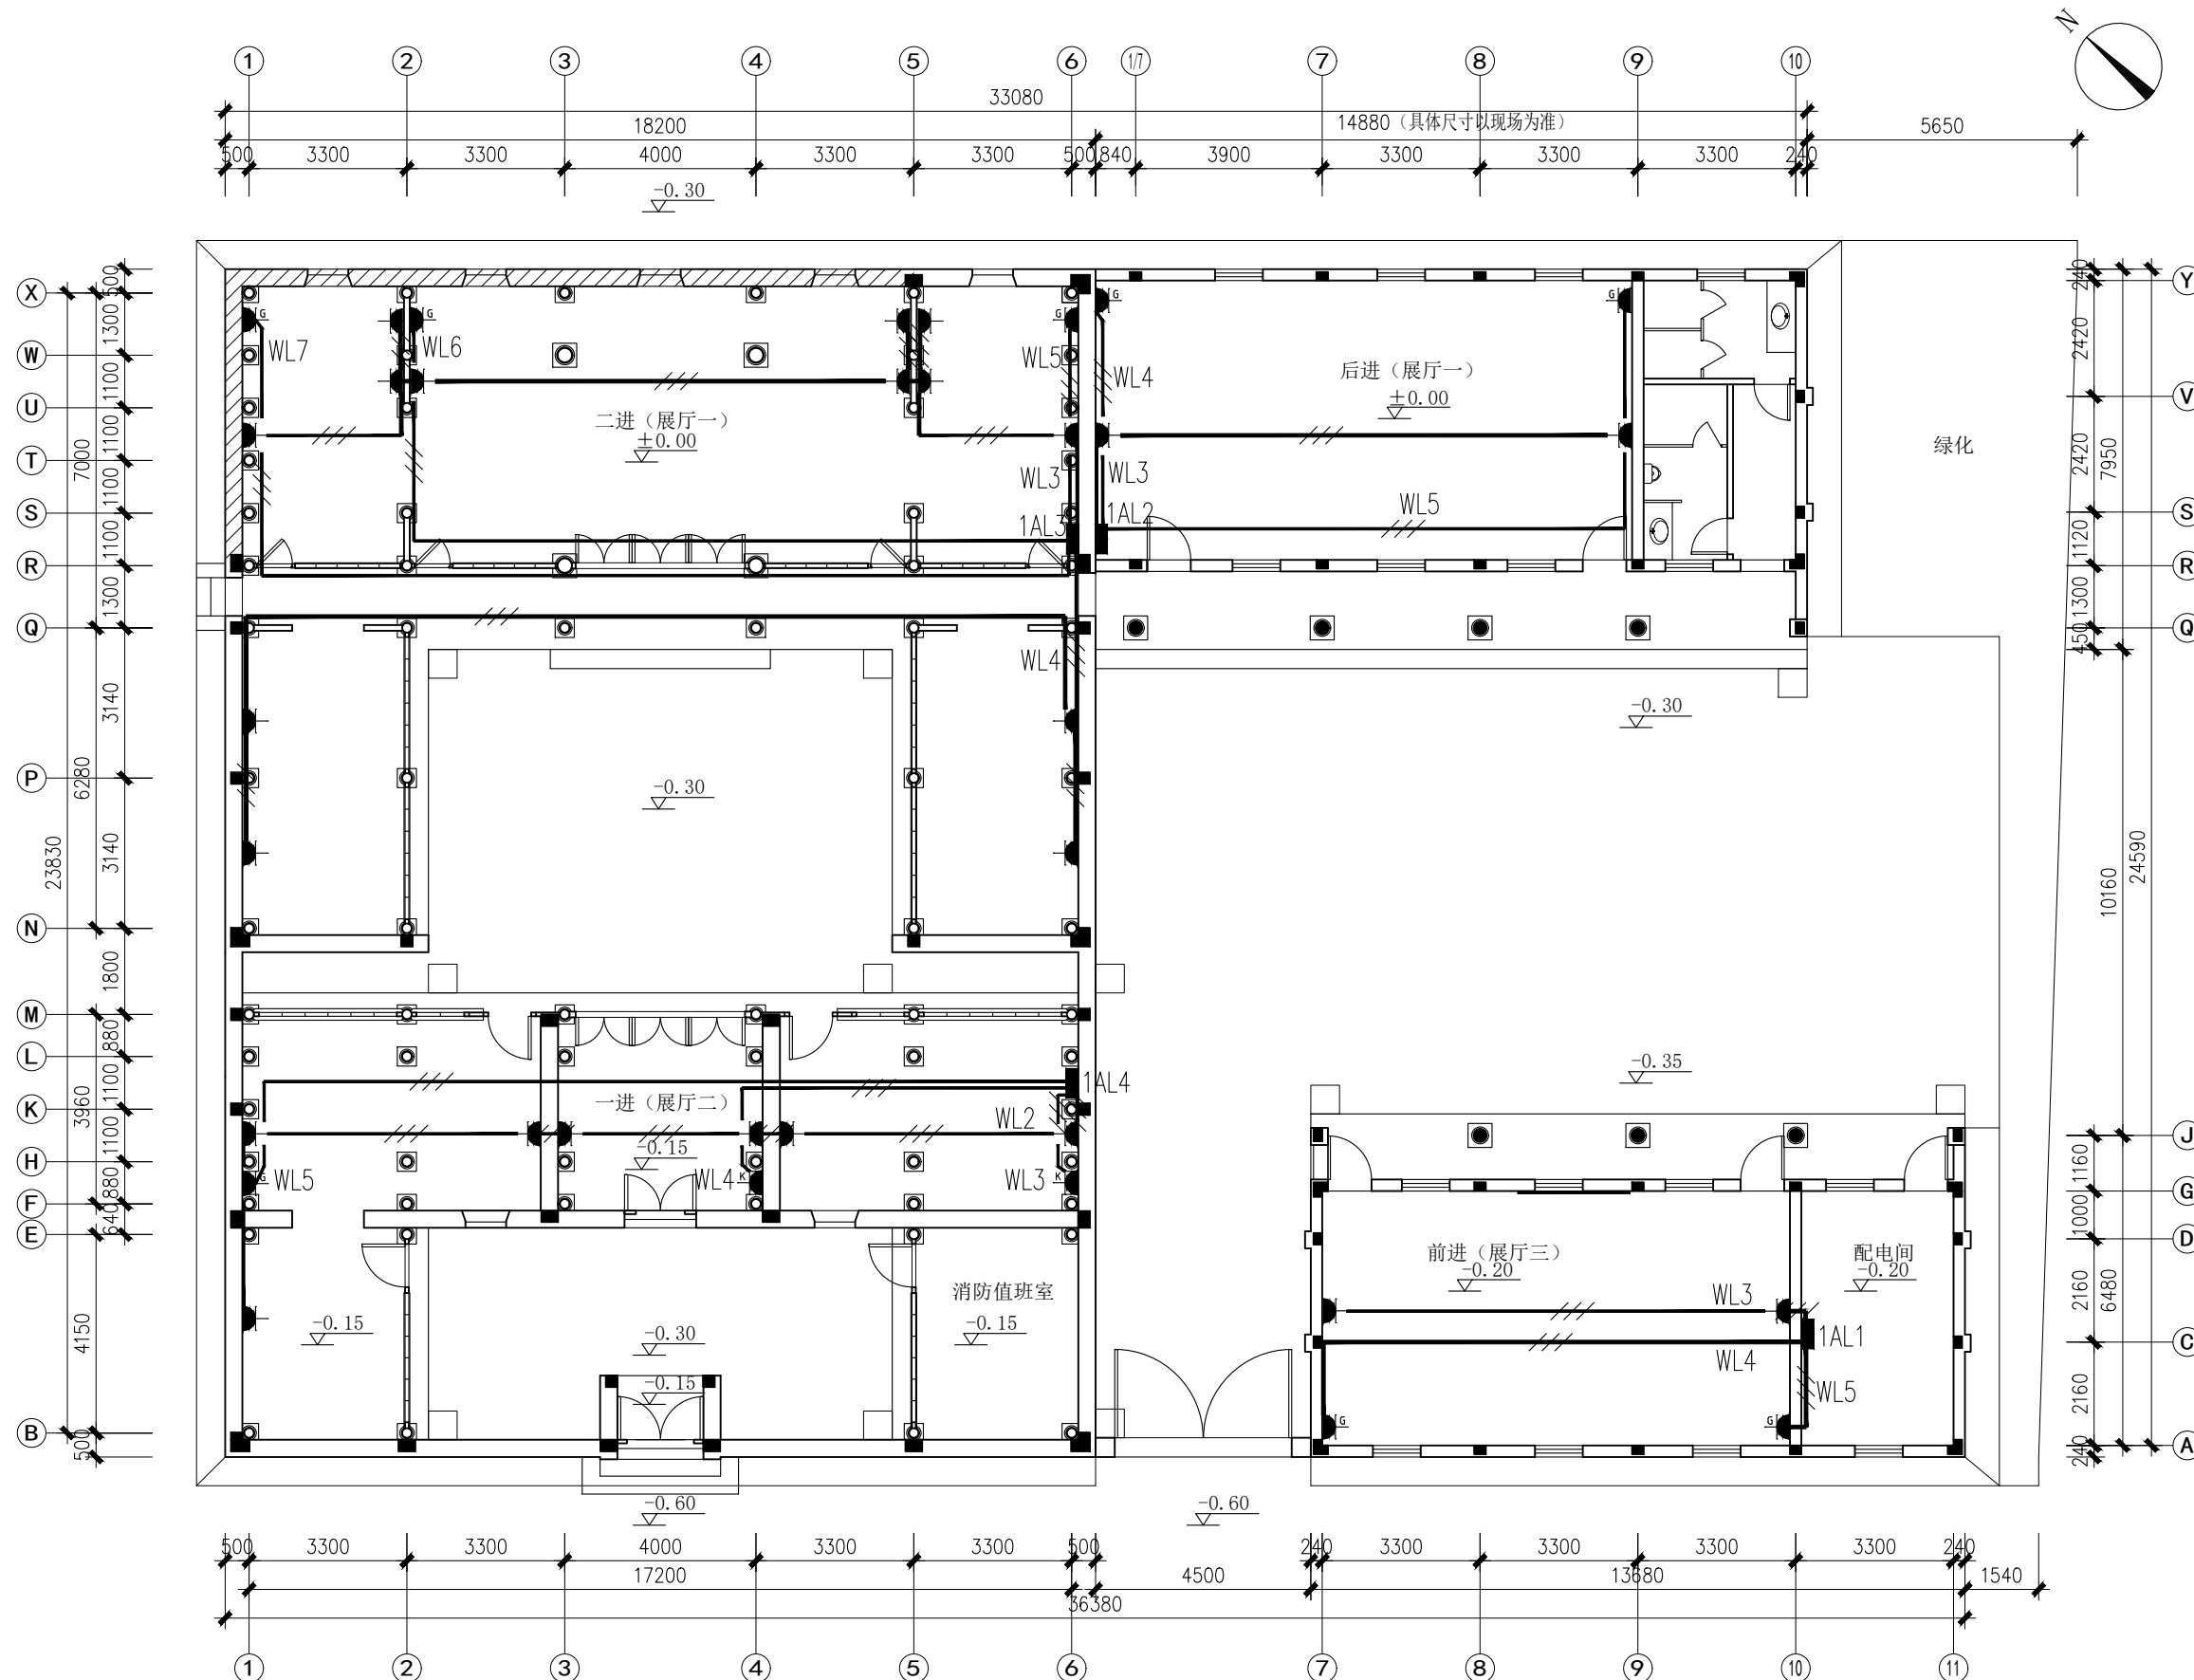 N
1 2 3 4 5 6 1/7 7 8 9 10
33080
18200 14880（具体尺寸以现场为准） 5650
500 3300 3300 4000 3300 3300 500 840 3900 3300 3300 3300 240
-0.30
X
W
U
T
S
R
Q
P
N
M
L
K
H
F
E
B
500
1300
1100
1100
1100
1100
1300
3140
3140
1800
880
1100
1100
880
640
500
7000
6280
3960
4150
23830
Y
V
S
R
Q
J
G
D
C
A
240
2420
2420
1120
1300
450
1160
1000
2160
2160
240
7950
10160
6480
24590
G G G G G
WL7 WL6 WL5 WL4
后进（展厅一）
±0.00
二进（展厅一）
±0.00
绿化
WL3 WL3
WL5
1AL3 1AL2
WL4
-0.30
-0.30
-0.35
1AL4
一进（展厅二）
WL2
-0.15
G WL5 WL4 K WL3 K
前进（展厅三）
-0.20
配电间
-0.20
消防值班室
-0.15
-0.15
-0.30
WL3
1AL1
WL4
WL5
-0.15
G G
-0.60 -0.60
500 3300 3300 4000 3300 3300 500 240 3300 3300 3300 3300 240
17200 4500 13680 1540
36380
1 2 3 4 5 6 7 8 9 10 11